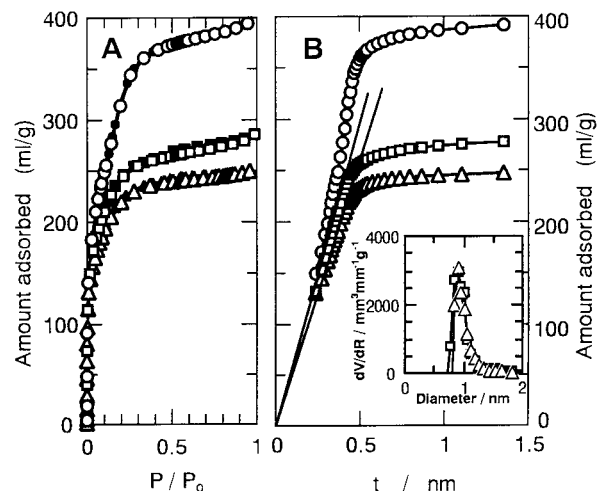 A
B
Amount adsorbed (ml/g)
400
300
200
100
0
0
0.5
1
P / Po
0
0.5
1
1.5
t / nm
400
300
200
100
0
Amount adsorbed (ml/g)
4000
2000
0
0
1
2
dV/dR / mm³nm⁻¹g⁻¹
Diameter / nm